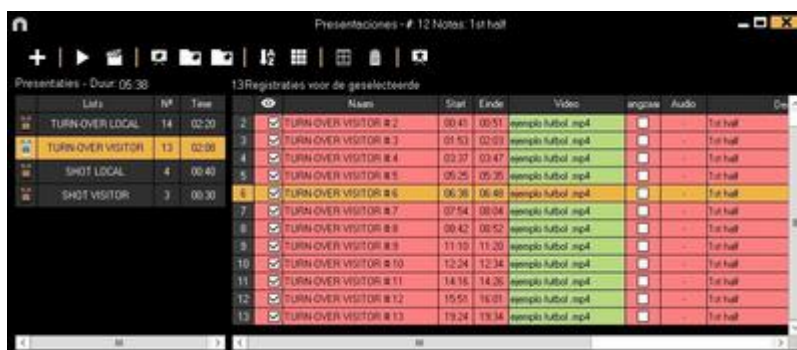 Presentaciones - #: 12 Notes: 1st half
Presentaties - Duur: 05:38
13 Registraties voor de geselecteerde
Lists Nº Time
TURN-OVER LOCAL 14 02:20
TURN-OVER VISITOR 13 02:08
SHOT LOCAL 4 00:40
SHOT VISITOR 3 00:30
Naam Start Einde Video Audio
2 TURN-OVER VISITOR # 2 00:41 00:51 ejemplo futbol .mp4 - 1st half
3 TURN-OVER VISITOR # 3 01:53 02:03 ejemplo futbol .mp4 - 1st half
4 TURN-OVER VISITOR # 4 03:37 03:47 ejemplo futbol .mp4 - 1st half
5 TURN-OVER VISITOR # 5 05:25 05:35 ejemplo futbol .mp4 - 1st half
6 TURN-OVER VISITOR # 6 06:38 06:48 ejemplo futbol .mp4 - 1st half
7 TURN-OVER VISITOR # 7 07:54 08:04 ejemplo futbol .mp4 - 1st half
8 TURN-OVER VISITOR # 8 08:42 08:52 ejemplo futbol .mp4 - 1st half
9 TURN-OVER VISITOR # 9 11:10 11:20 ejemplo futbol .mp4 - 1st half
10 TURN-OVER VISITOR # 10 12:24 12:34 ejemplo futbol .mp4 - 1st half
11 TURN-OVER VISITOR # 11 14:16 14:26 ejemplo futbol .mp4 - 1st half
12 TURN-OVER VISITOR # 12 15:51 16:01 ejemplo futbol .mp4 - 1st half
13 TURN-OVER VISITOR # 13 19:24 19:34 ejemplo futbol .mp4 - 1st half